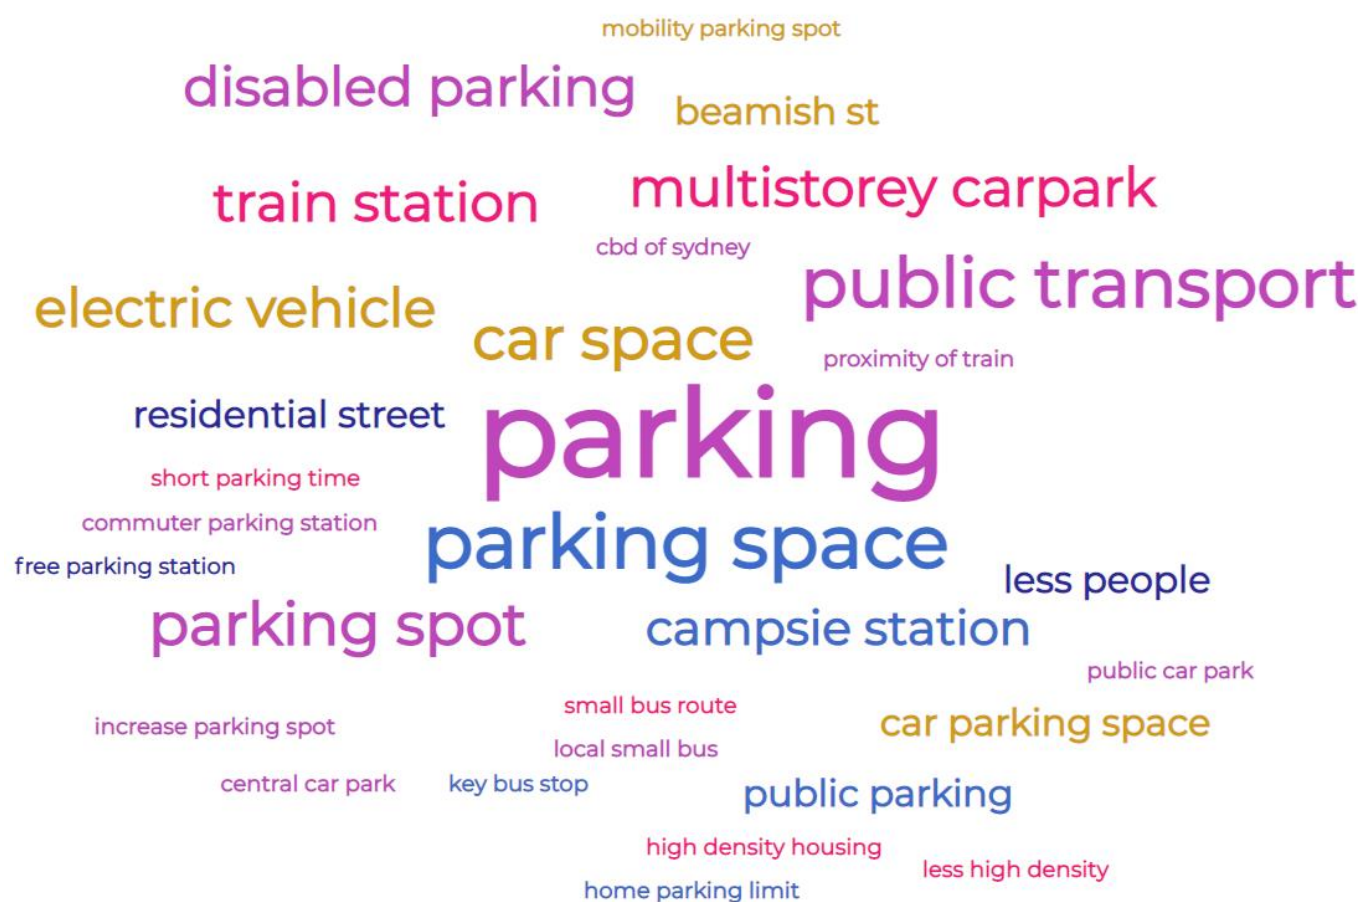 mobility parking spot
disabled parking
beamish st
train station
multistorey carpark
cbd of sydney
public transport
electric vehicle
car space
proximity of train
residential street
parking
short parking time
commuter parking station
free parking station
parking space
less people
parking spot
campsie station
public car park
small bus route
increase parking spot
car parking space
local small bus
central car park
key bus stop
public parking
high density housing
less high density
home parking limit